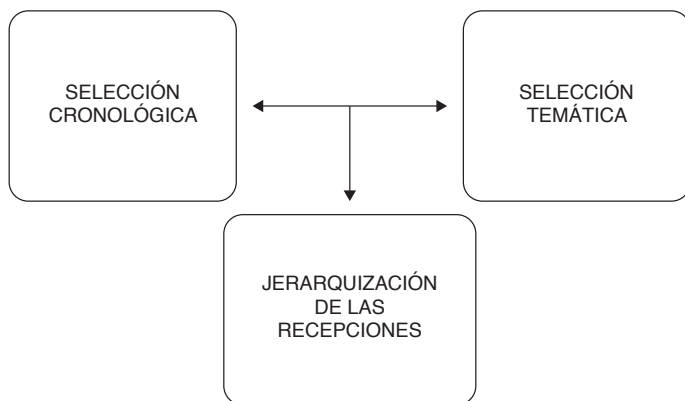 SELECCIÓN
CRONOLÓGICA
SELECCIÓN
TEMÁTICA
JERARQUIZACIÓN
DE LAS
RECEPCIONES